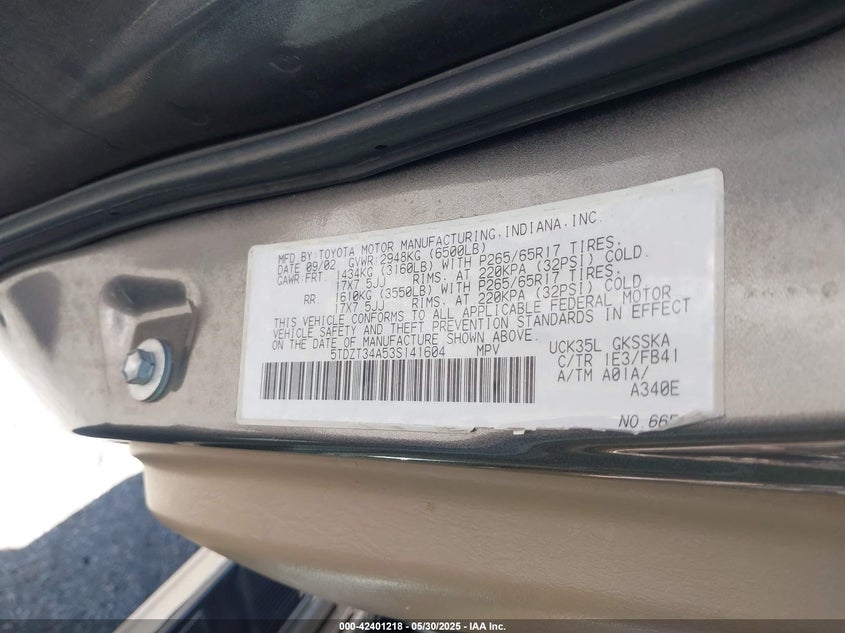 MFD BY:TOYOTA MOTOR MANUFACTURING,INDIANA,INC.
DATE 09/02 GVWR 2948KG (6500LB)
GAWR:FRT. 1434KG (3160LB) WITH P265/65R17 TIRES,
17X7.5JJ RIMS, AT 220KPA (32PSI) COLD.
RR. 1610KG (3550LB) WITH P265/65R17 TIRES,
17X7.5JJ RIMS, AT 220KPA (32PSI) COLD
THIS VEHICLE CONFORMS TO ALL APPLICABLE FEDERAL MOTOR
VEHICLE SAFETY AND THEFT PREVENTION STANDARDS IN EFFECT
ON THE DATE OF MANUFACTURE SHOWN ABOVE.
5TDZT34A53S141604 MPV
UCK35L GKSSKA
C/TR 1E3/FB41
A/TM A01A/
A340E
NO.665
000-42401218 - 05/30/2025 - IAA Inc.